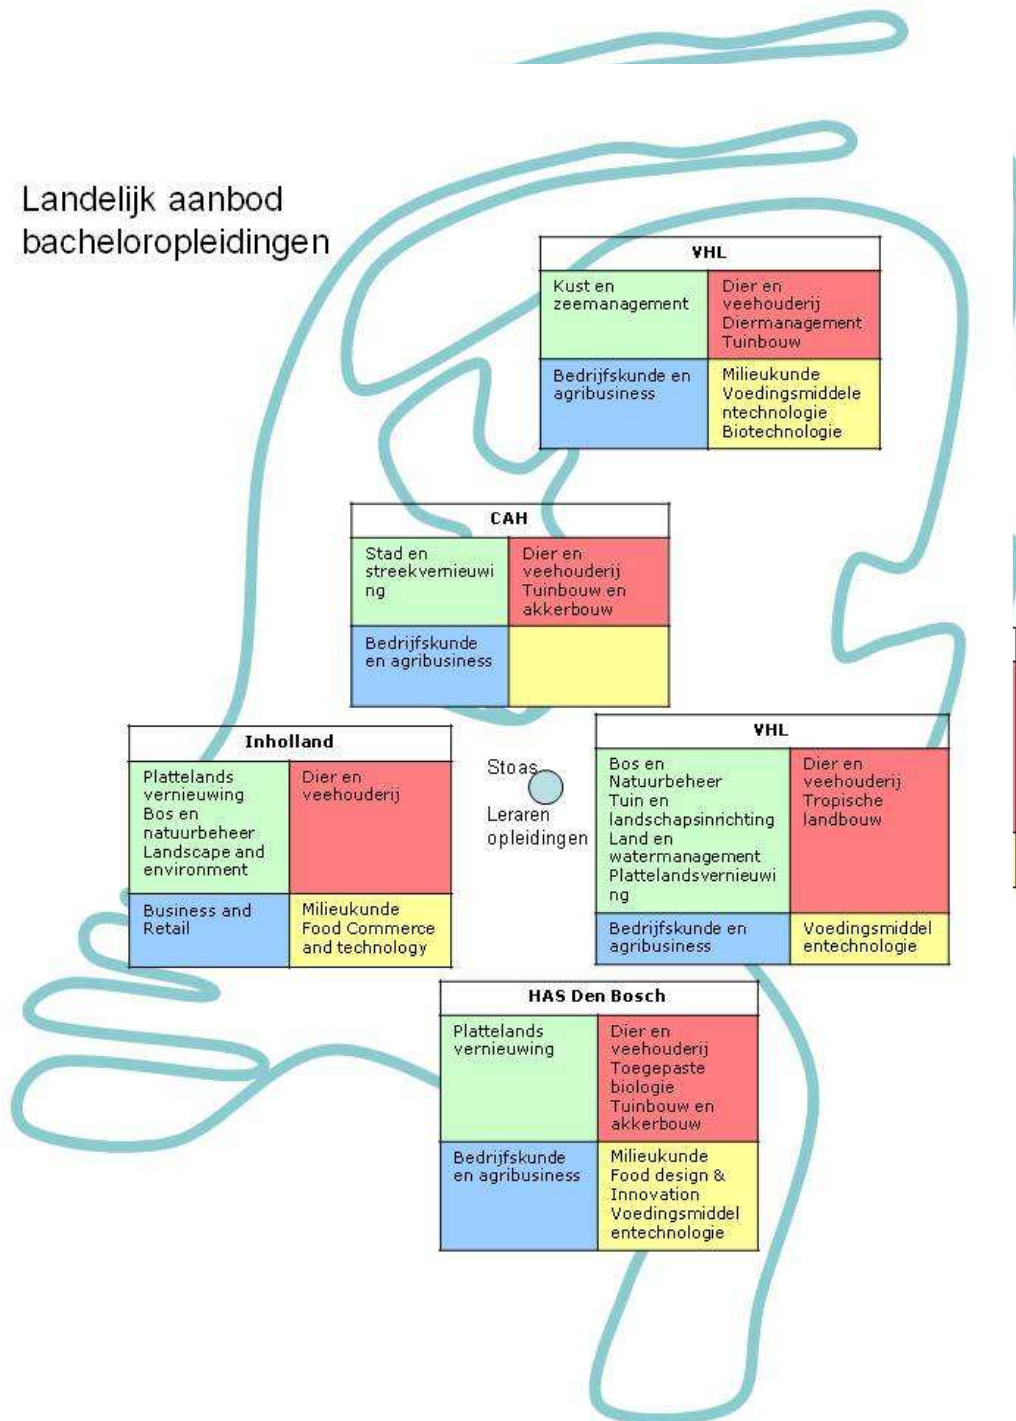 Landelijk aanbod
bacheloropleidingen
VHL
Kust en
zeemanagement
Dier en
veehouderij
Diermanagement
Tuinbouw
Bedrijfskunde en
agribusiness
Milieukunde
Voedingsmiddele
ntechnologie
Biotechnologie
CAH
Stad en
streekvernieuwi
ng
Dier en
veehouderij
Tuinbouw en
akkerbouw
Bedrijfskunde
en agribusiness
Inholland
Plattelands
vernieuwing
Bos en
natuurbeheer
Landscape and
environment
Dier en
veehouderij
Business and
Retail
Milieukunde
Food Commerce
and technology
Stoas
Leraren
opleidingen
VHL
Bos en
Natuurbeheer
Tuin en
landschapsinrichting
Land en
watermanagement
Plattelandsvernieuwi
ng
Dier en
veehouderij
Tropische
landbouw
Bedrijfskunde en
agribusiness
Voedingsmiddel
entechnologie
HAS Den Bosch
Plattelands
vernieuwing
Dier en
veehouderij
Toegepaste
biologie
Tuinbouw en
akkerbouw
Bedrijfskunde
en agribusiness
Milieukunde
Food design &
Innovation
Voedingsmiddel
entechnologie